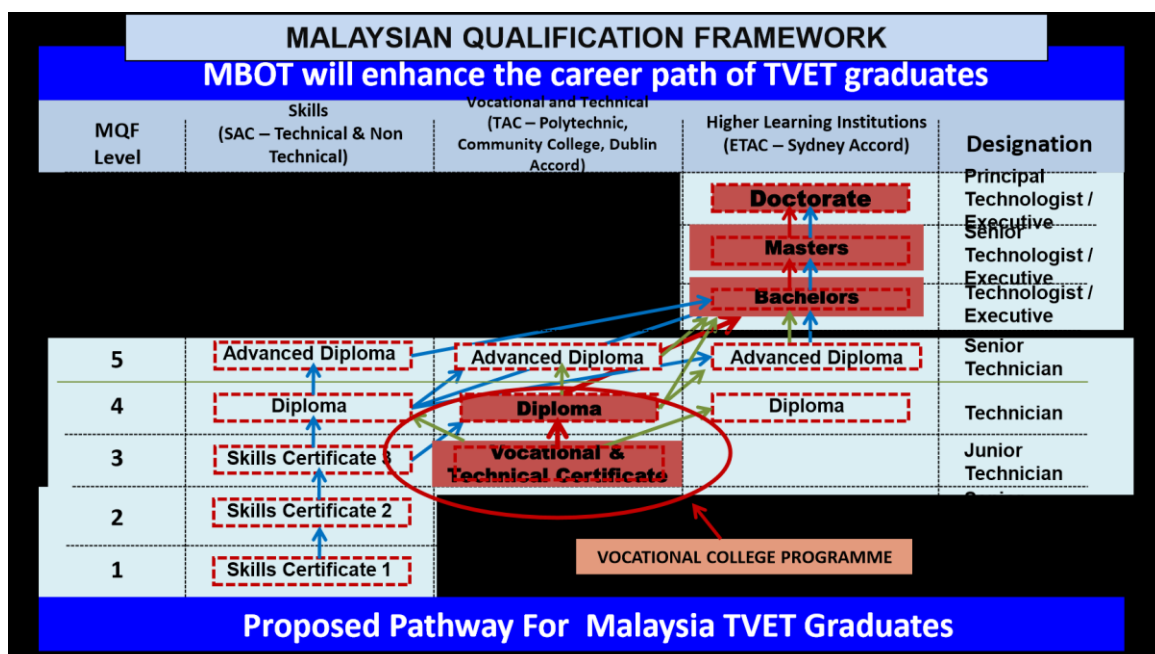 MALAYSIAN QUALIFICATION FRAMEWORK
MBOT will enhance the career path of TVET graduates
MQF
Level
Skills
(SAC – Technical & Non
Technical)
Vocational and Technical
(TAC – Polytechnic,
Community College, Dublin
Accord)
Higher Learning Institutions
(ETAC – Sydney Accord)
Designation
Doctorate
Principal
Technologist /
Executive
Masters
Senior
Technologist /
Executive
Bachelors
Technologist /
Executive
5
Advanced Diploma
Advanced Diploma
Advanced Diploma
Senior
Technician
4
Diploma
Diploma
Diploma
Technician
3
Skills Certificate 3
Vocational &
Technical Certificate
Junior
Technician
2
Skills Certificate 2
1
Skills Certificate 1
VOCATIONAL COLLEGE PROGRAMME
Proposed Pathway For Malaysia TVET Graduates